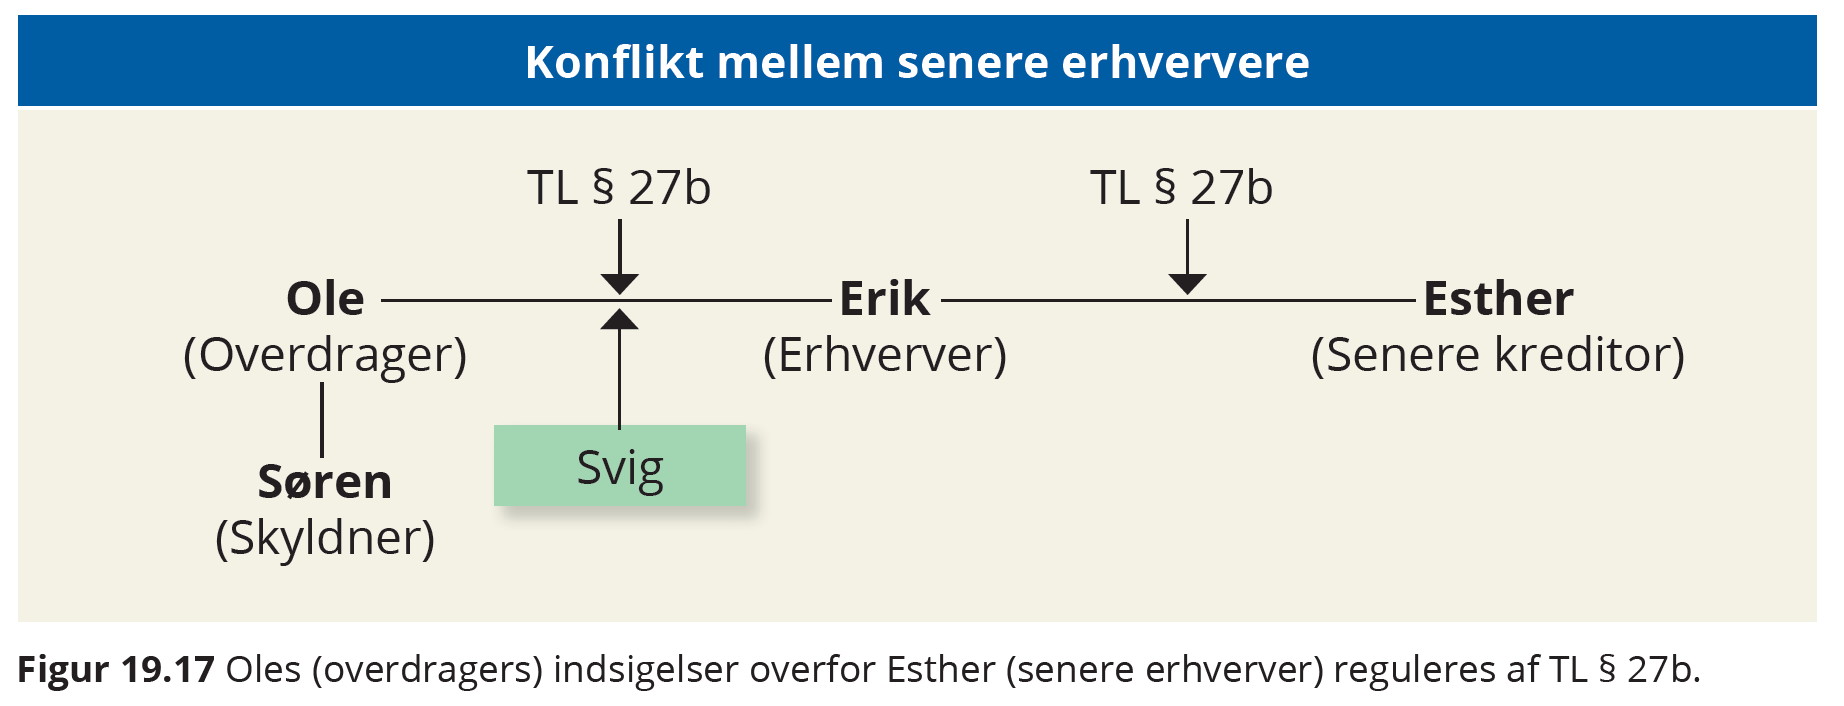 Konflikt mellem senere erhververe
TL § 27b
TL § 27b
Ole
Erik
Esther
(Overdrager)
(Erhverver)
(Senere kreditor)
Svig
Søren
(Skyldner)
Figur 19.17 Oles (overdragers) indsigelser overfor Esther (senere erhverver) reguleres af TL § 27b.